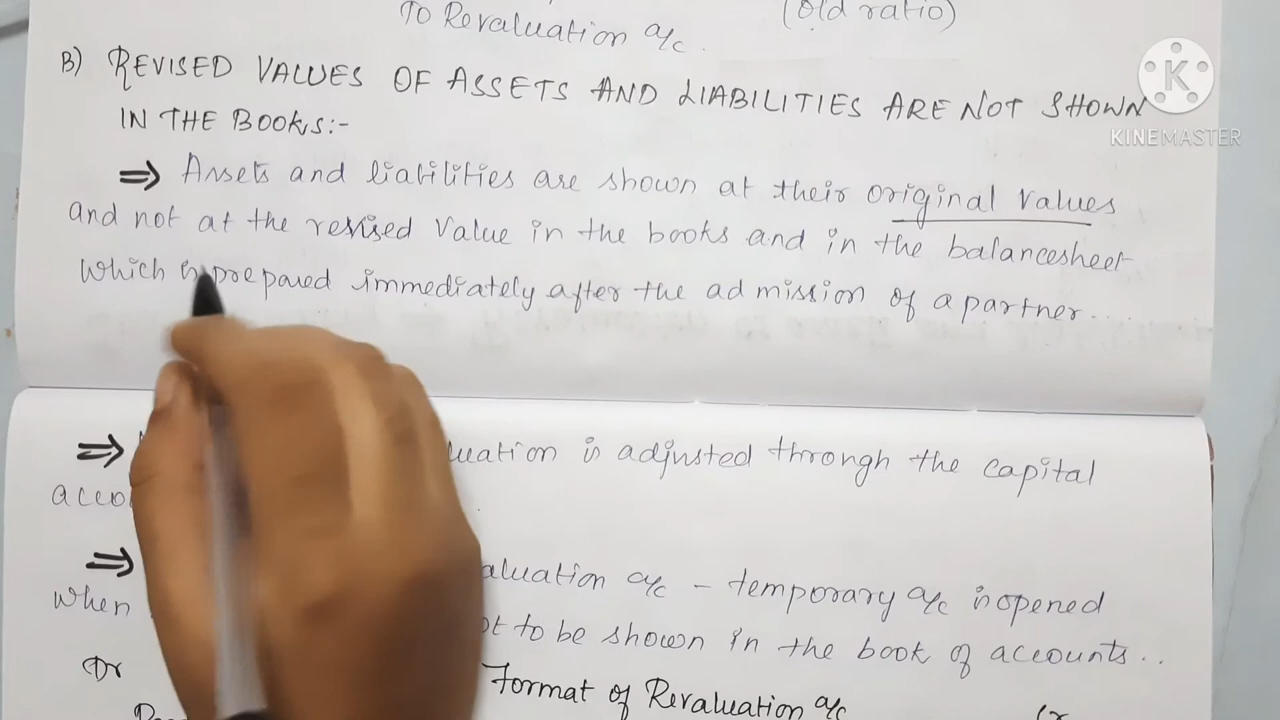 To Revaluation a/c. (Old ratio)
B) REVISED VALUES OF ASSETS AND LIABILITIES ARE NOT SHOWN
IN THE BOOKS:-
⇒ Assets and liabilities are shown at their original values
and not at the revised value in the books and in the balancesheet
which is prepared immediately after the admission of a partner....
⇒ luation is adjusted through the capital
⇒ aluation a/c - temporary a/c is opened
when to be shown in the book of accounts..
Dr Format of Revaluation a/c
K
KINEMASTER